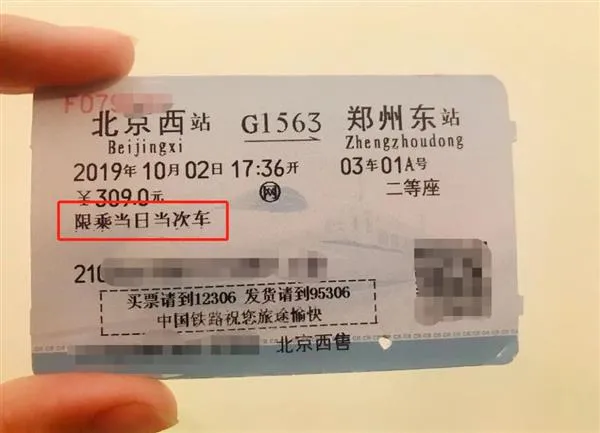 F079
北京西站 G1563 郑州东站
Beijingxi Zhengzhoudong
2019年10月02日17:36开 03车01A号
￥309.0元 网 二等座
限乘当日当次车
210
买票请到12306 发货请到95306
中国铁路祝您旅途愉快
北京西售